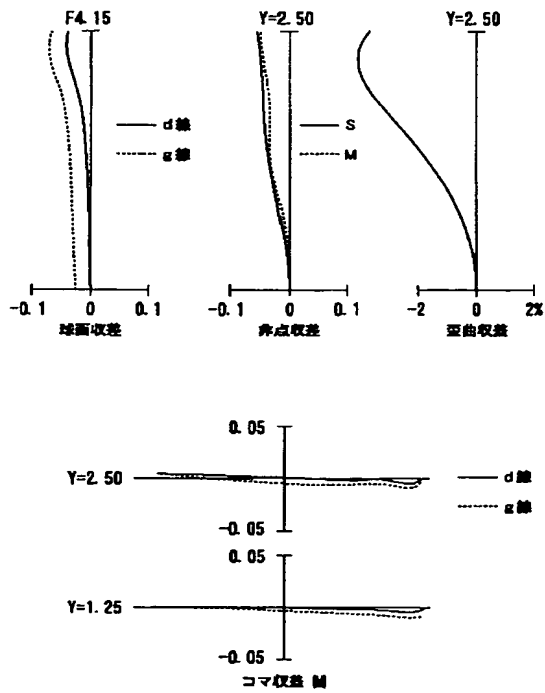 F4.15
Y=2.50
Y=2.50
d線
g線
S
M
-0.1 0 0.1
-0.1 0 0.1
-2 0 2%
球面収差
非点収差
歪曲収差
0.05
Y=2.50
-0.05
d線
g線
0.05
Y=1.25
-0.05
コマ収差 M